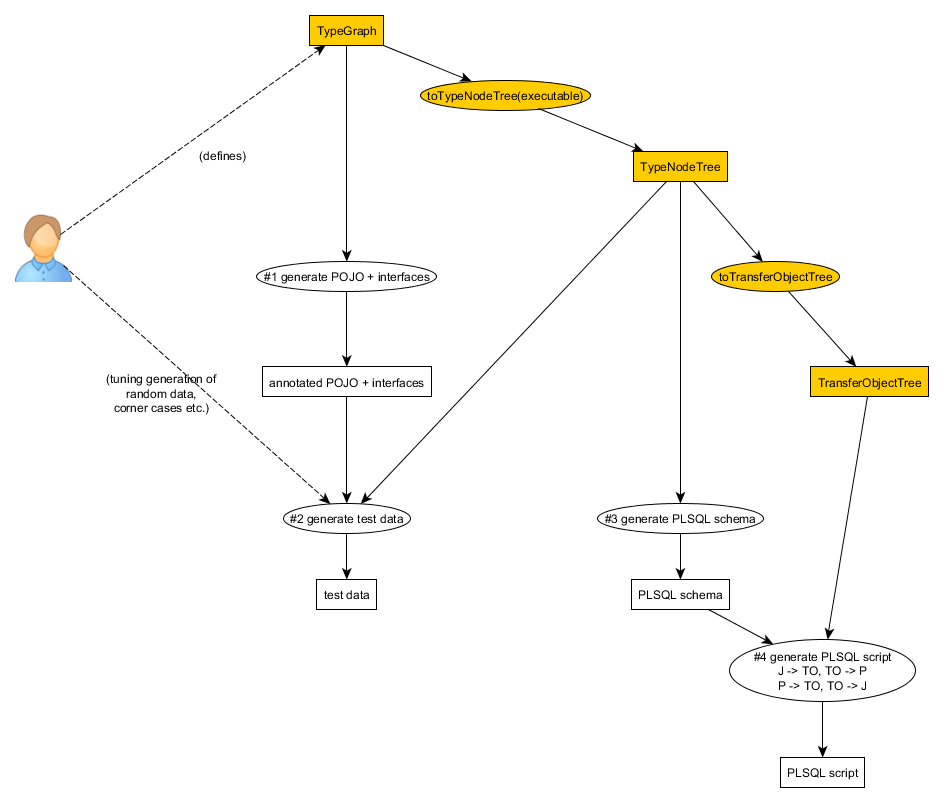 TypeGraph
toTypeNodeTree(executable)
(defines)
TypeNodeTree
#1 generate POJO + interfaces
toTransferObjectTree
annotated POJO + interfaces
TransferObjectTree
(tuning generation of
random data,
corner cases etc.)
#2 generate test data
#3 generate PLSQL schema
test data
PLSQL schema
#4 generate PLSQL script
J -> TO, TO -> P
P -> TO, TO -> J
PLSQL script